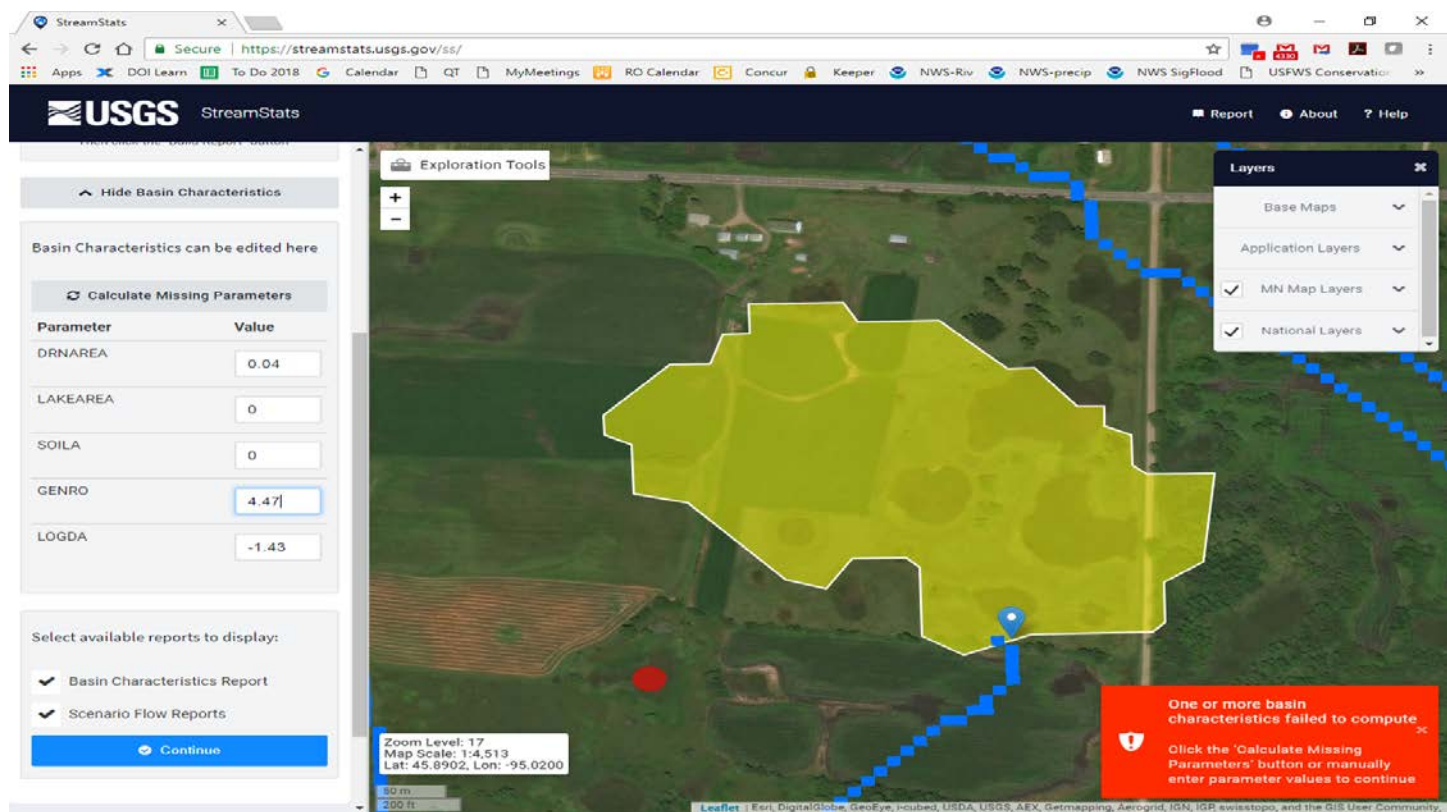 StreamStats
Secure | https://streamstats.usgs.gov/ss/
Apps DOI Learn To Do 2018 Calendar QT MyMeetings RO Calendar Concur Keeper NWS-Riv NWS-precip NWS SigFlood USFWS Conservation
USGS StreamStats Report About ? Help
Then click the 'Build Report' button
Hide Basin Characteristics
Basin Characteristics can be edited here
Calculate Missing Parameters
Parameter Value
DRNAREA 0.04
LAKEAREA 0
SOILA 0
GENRO 4.47
LOGDA -1.43
Select available reports to display:
Basin Characteristics Report
Scenario Flow Reports
Continue
Exploration Tools
+
−
Layers
Base Maps
Application Layers
MN Map Layers
National Layers
Zoom Level: 17
Map Scale: 1:4,513
Lat: 45.8902, Lon: -95.0200
50 m
200 ft
One or more basin
characteristics failed to compute
Click the 'Calculate Missing
Parameters' button or manually
enter parameter values to continue
Leaflet | Esri, DigitalGlobe, GeoEye, i-cubed, USDA, USGS, AEX, Getmapping, Aerogrid, IGN, IGP, swisstopo, and the GIS User Community